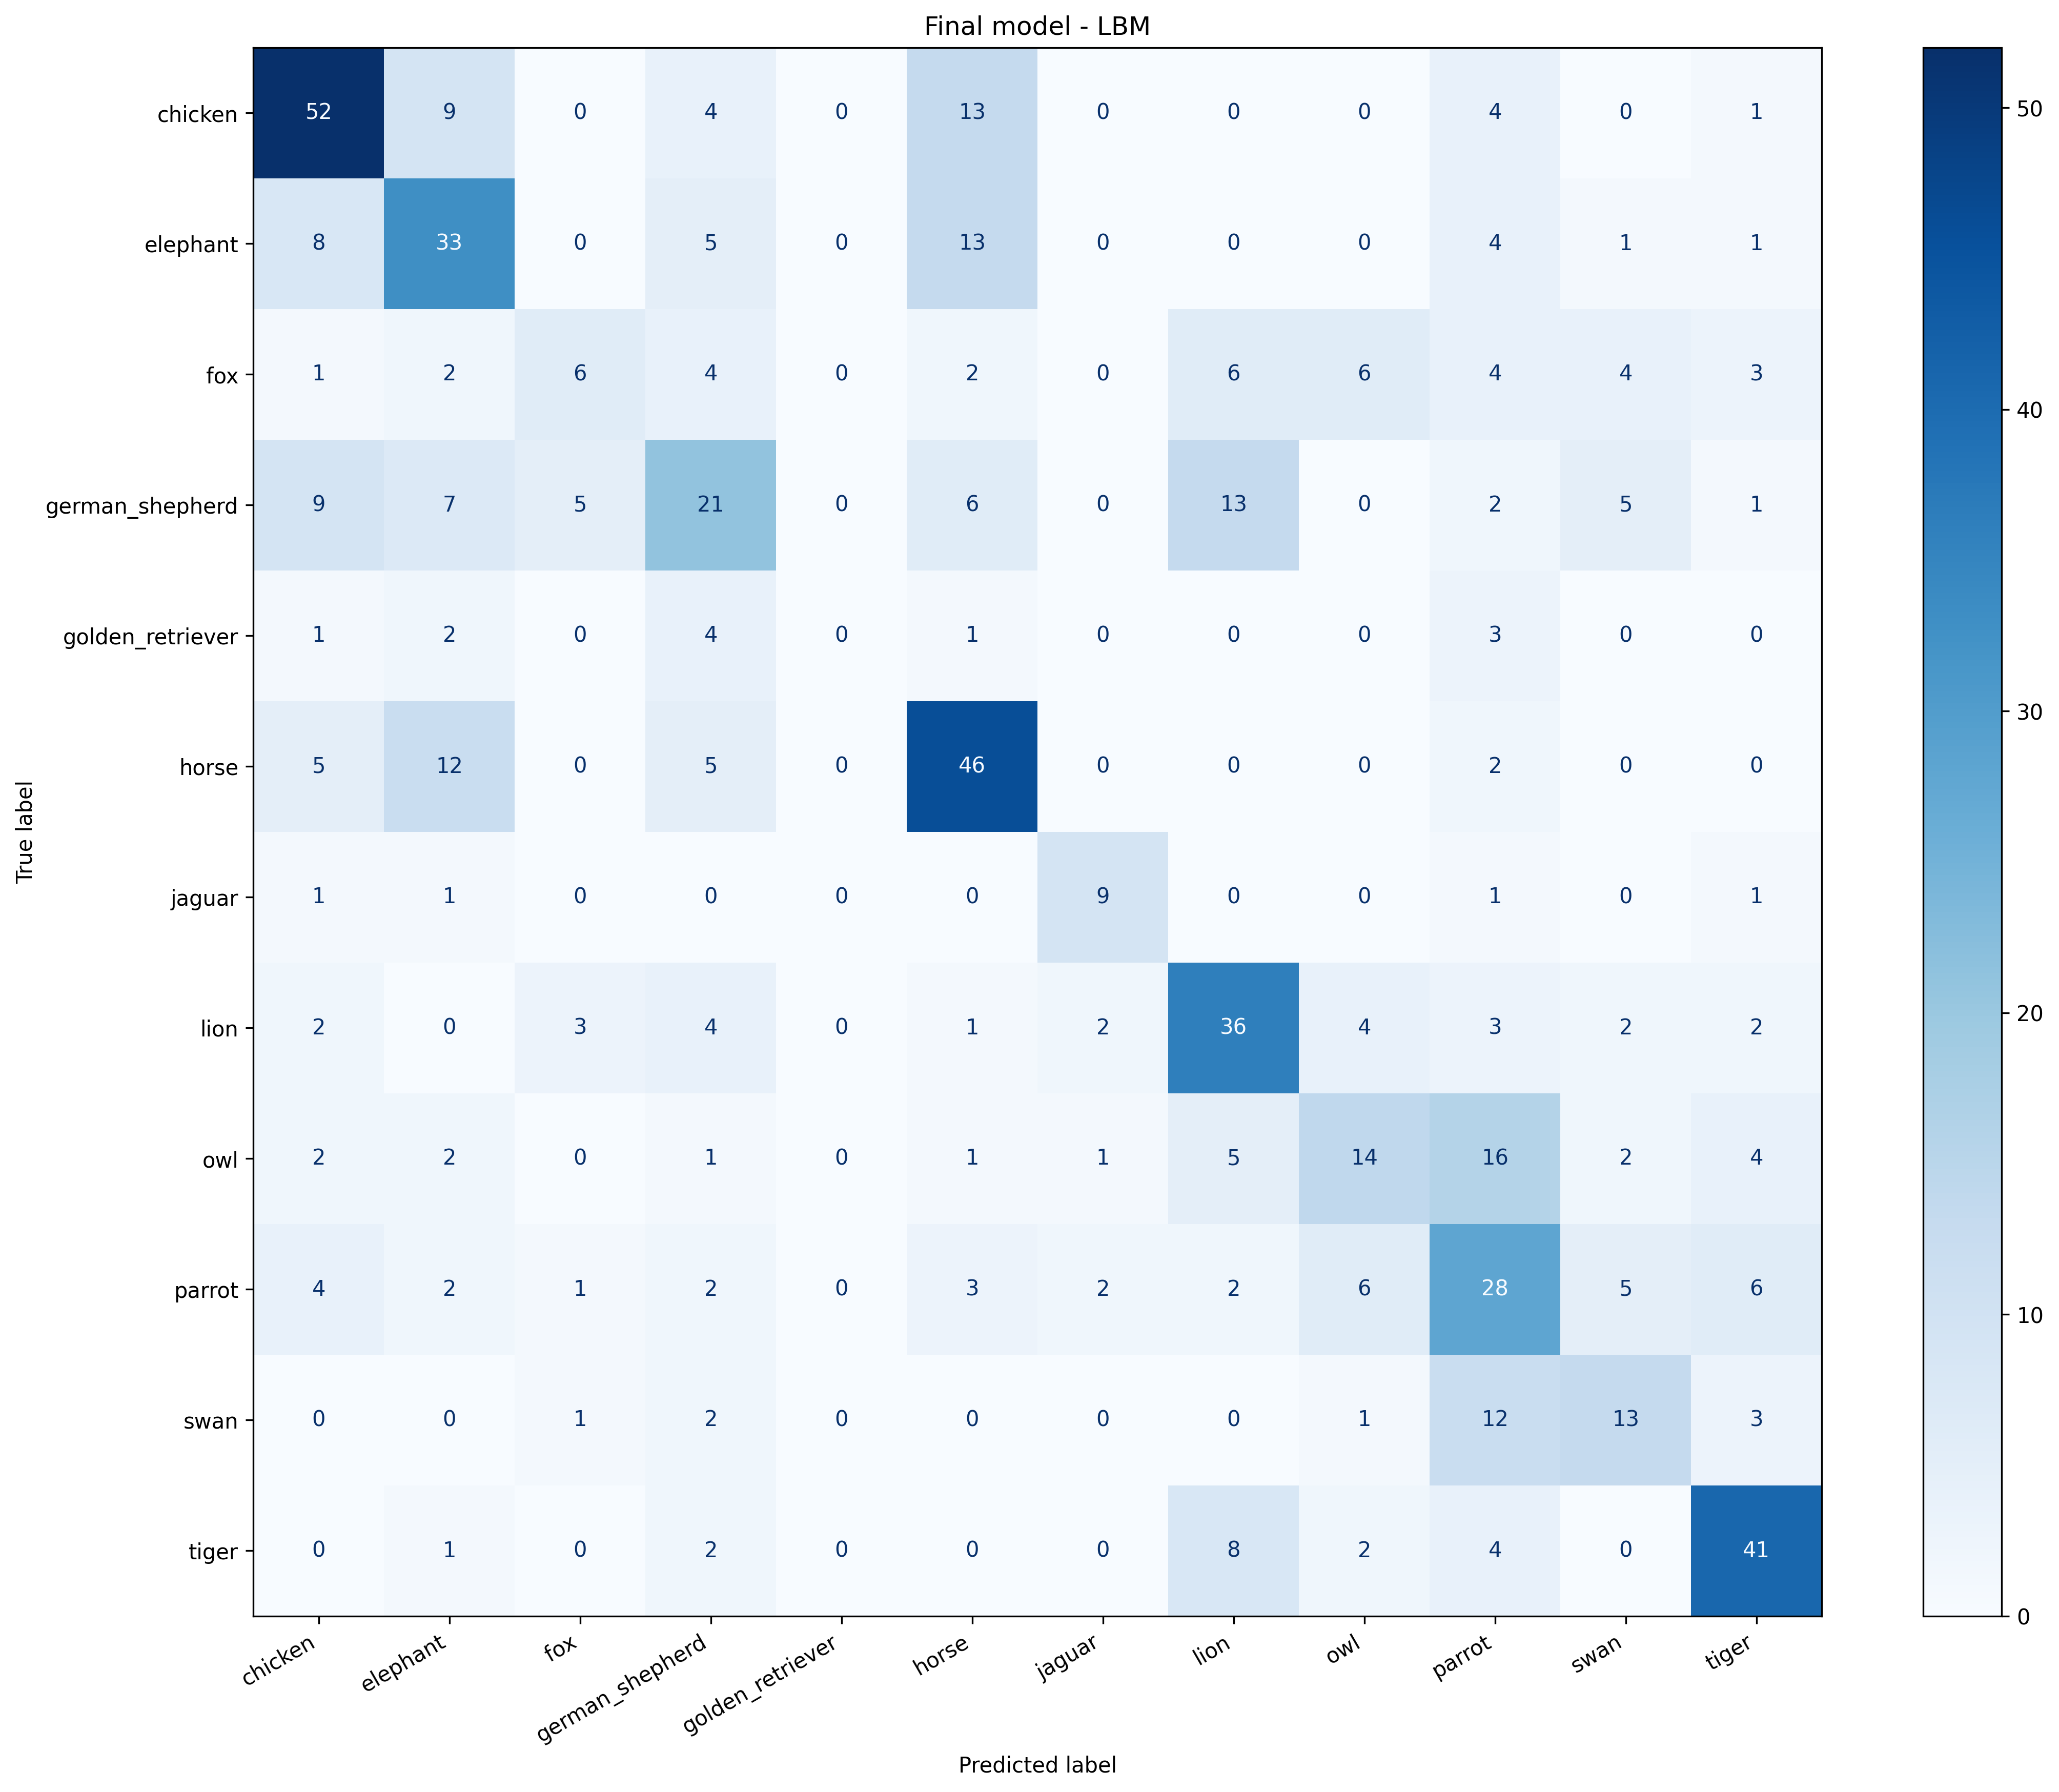 Final model - LBM
chicken 52 9 0 4 0 13 0 0 0 4 0 1
elephant 8 33 0 5 0 13 0 0 0 4 1 1
fox 1 2 6 4 0 2 0 6 6 4 4 3
german_shepherd 9 7 5 21 0 6 0 13 0 2 5 1
golden_retriever 1 2 0 4 0 1 0 0 0 3 0 0
horse 5 12 0 5 0 46 0 0 0 2 0 0
jaguar 1 1 0 0 0 0 9 0 0 1 0 1
lion 2 0 3 4 0 1 2 36 4 3 2 2
owl 2 2 0 1 0 1 1 5 14 16 2 4
parrot 4 2 1 2 0 3 2 2 6 28 5 6
swan 0 0 1 2 0 0 0 0 1 12 13 3
tiger 0 1 0 2 0 0 0 8 2 4 0 41
chicken elephant fox german_shepherd golden_retriever horse jaguar lion owl parrot swan tiger
Predicted label
True label
50
40
30
20
10
0